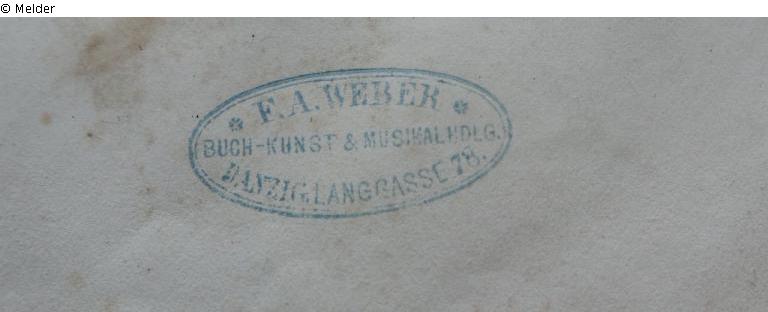 © Melder
F. A. WEBER
BUCH-KUNST & MUSIKALHDLG.
DANZIG, LANGGASSE 78.